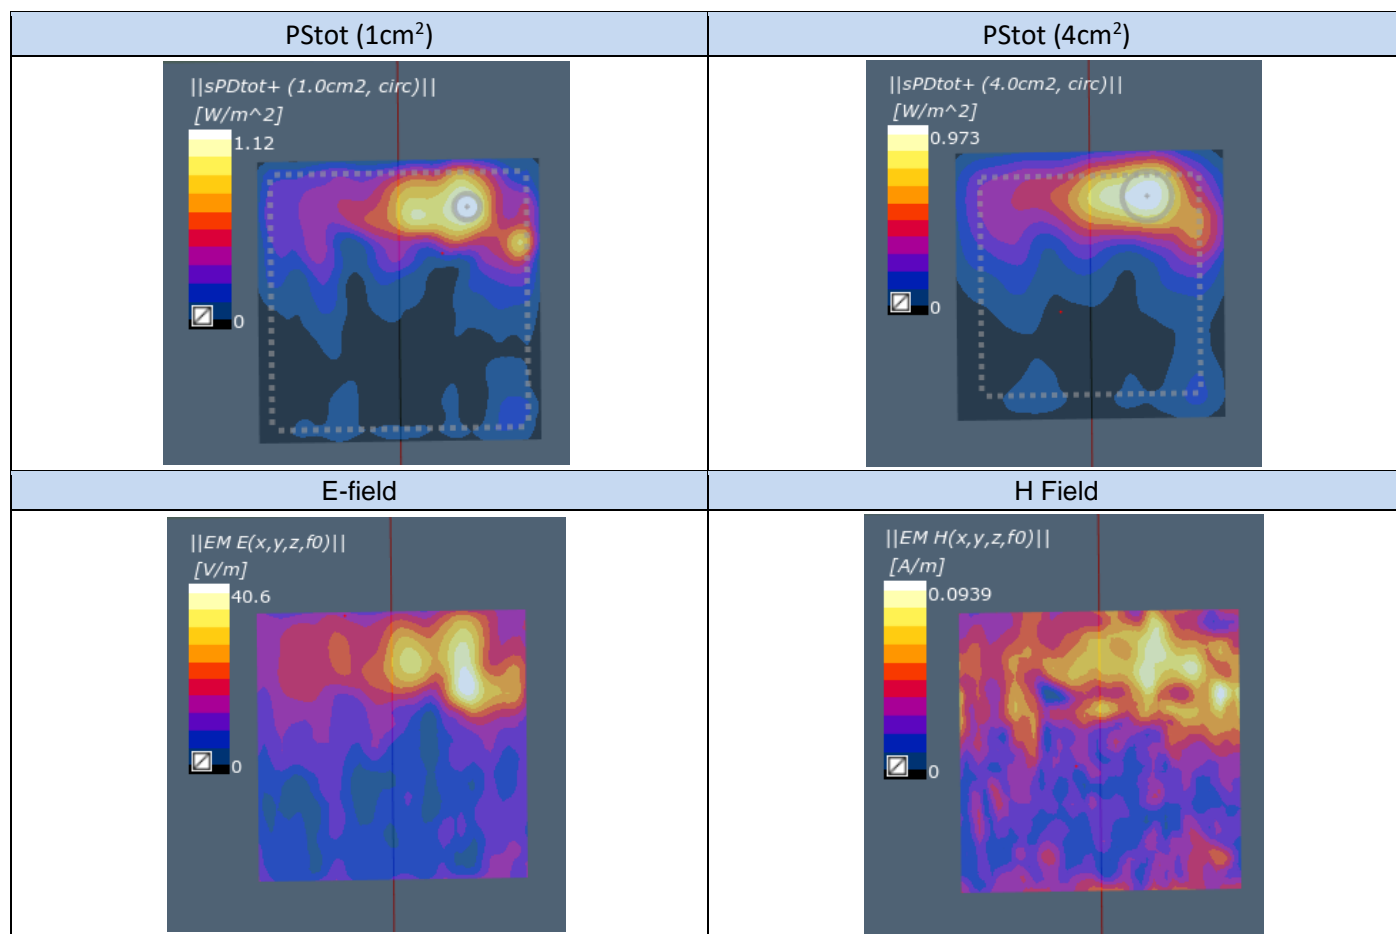 PStot (1cm²)
PStot (4cm²)
||sPDtot+ (1.0cm2, circ)||
[W/m^2]
1.12
0
||sPDtot+ (4.0cm2, circ)||
[W/m^2]
0.973
0
E-field
H Field
||EM E(x,y,z,f0)||
[V/m]
40.6
0
||EM H(x,y,z,f0)||
[A/m]
0.0939
0